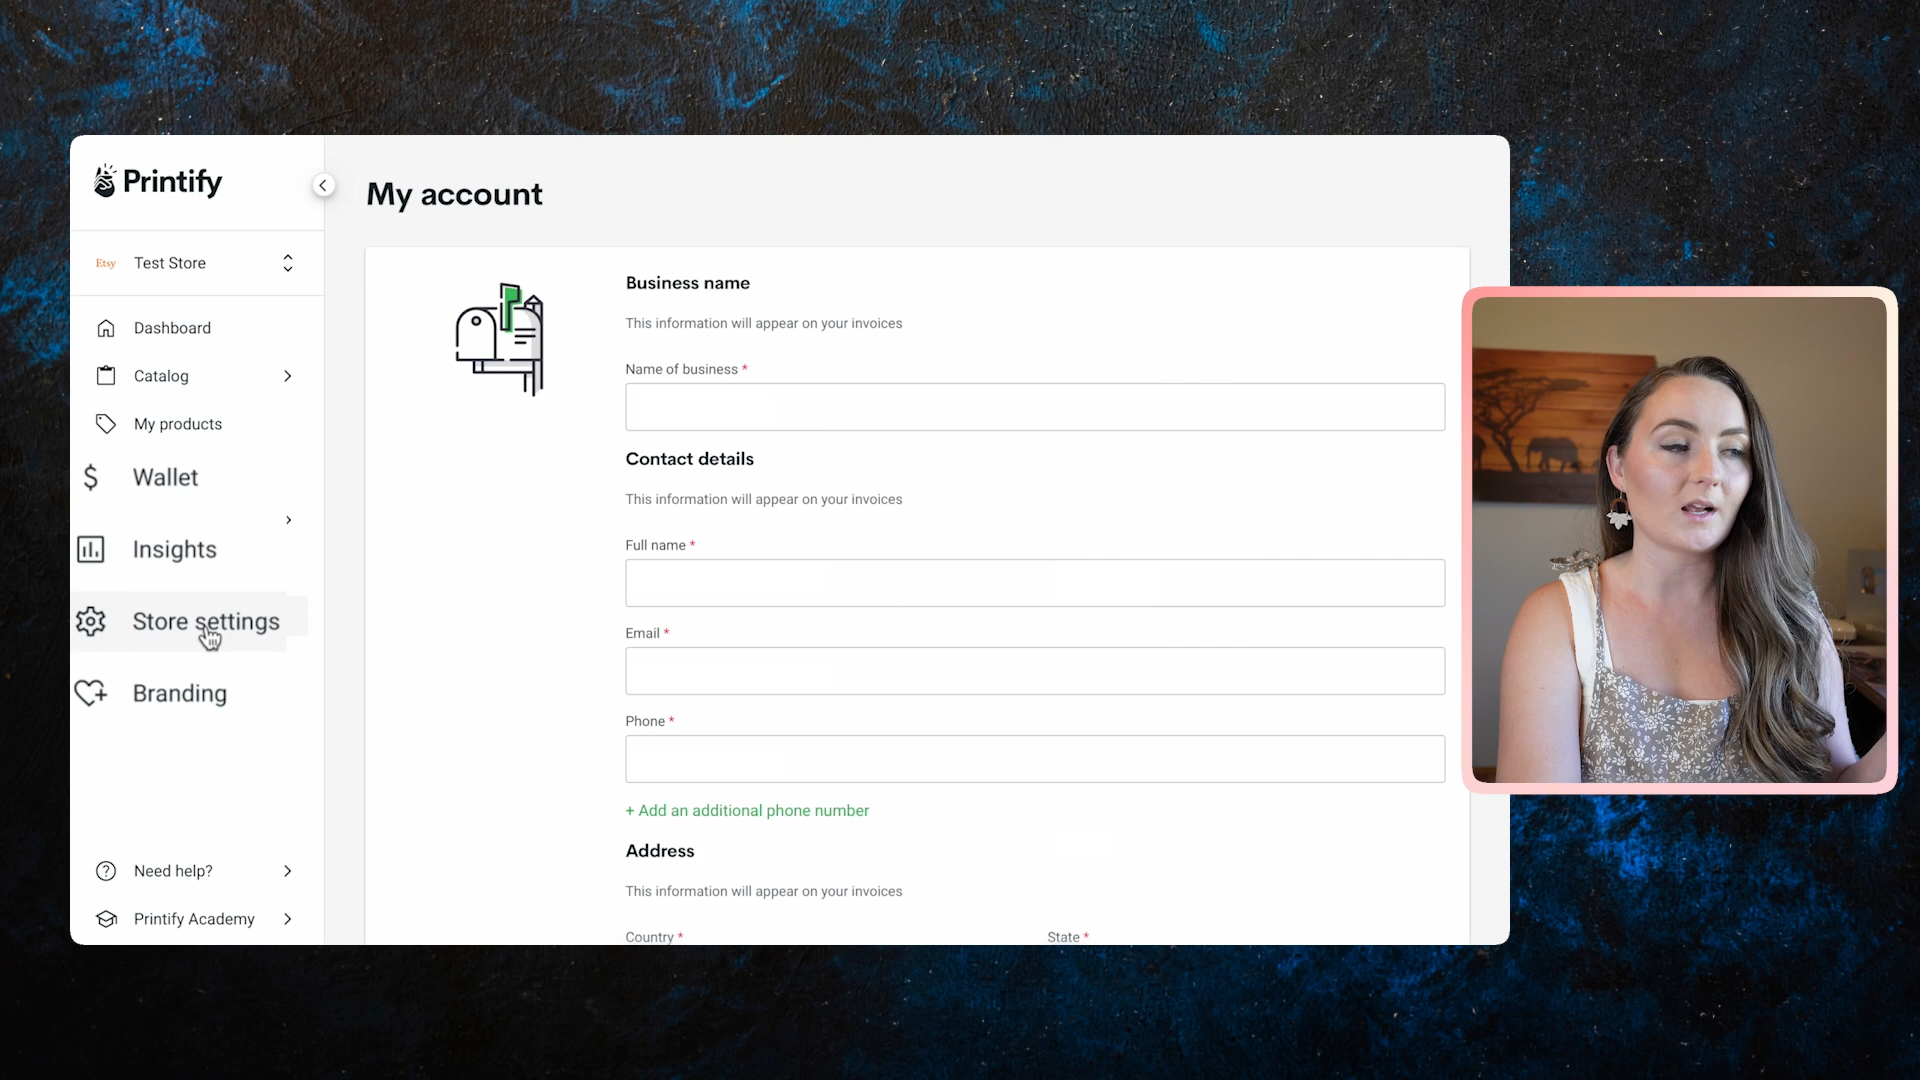 Printify
Etsy Test Store
Dashboard
Catalog
My products
Wallet
Insights
Store settings
Branding
Need help?
Printify Academy
My account
Business name
This information will appear on your invoices
Name of business *
Contact details
This information will appear on your invoices
Full name *
Email *
Phone *
+ Add an additional phone number
Address
This information will appear on your invoices
Country * State *